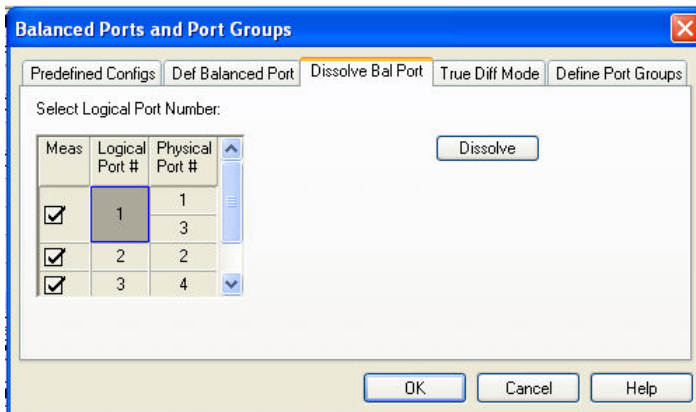 Balanced Ports and Port Groups
Predefined Configs Def Balanced Port Dissolve Bal Port True Diff Mode Define Port Groups
Select Logical Port Number:
Meas Logical Port # Physical Port #
Dissolve
1 1
3
2 2
3 4
OK Cancel Help